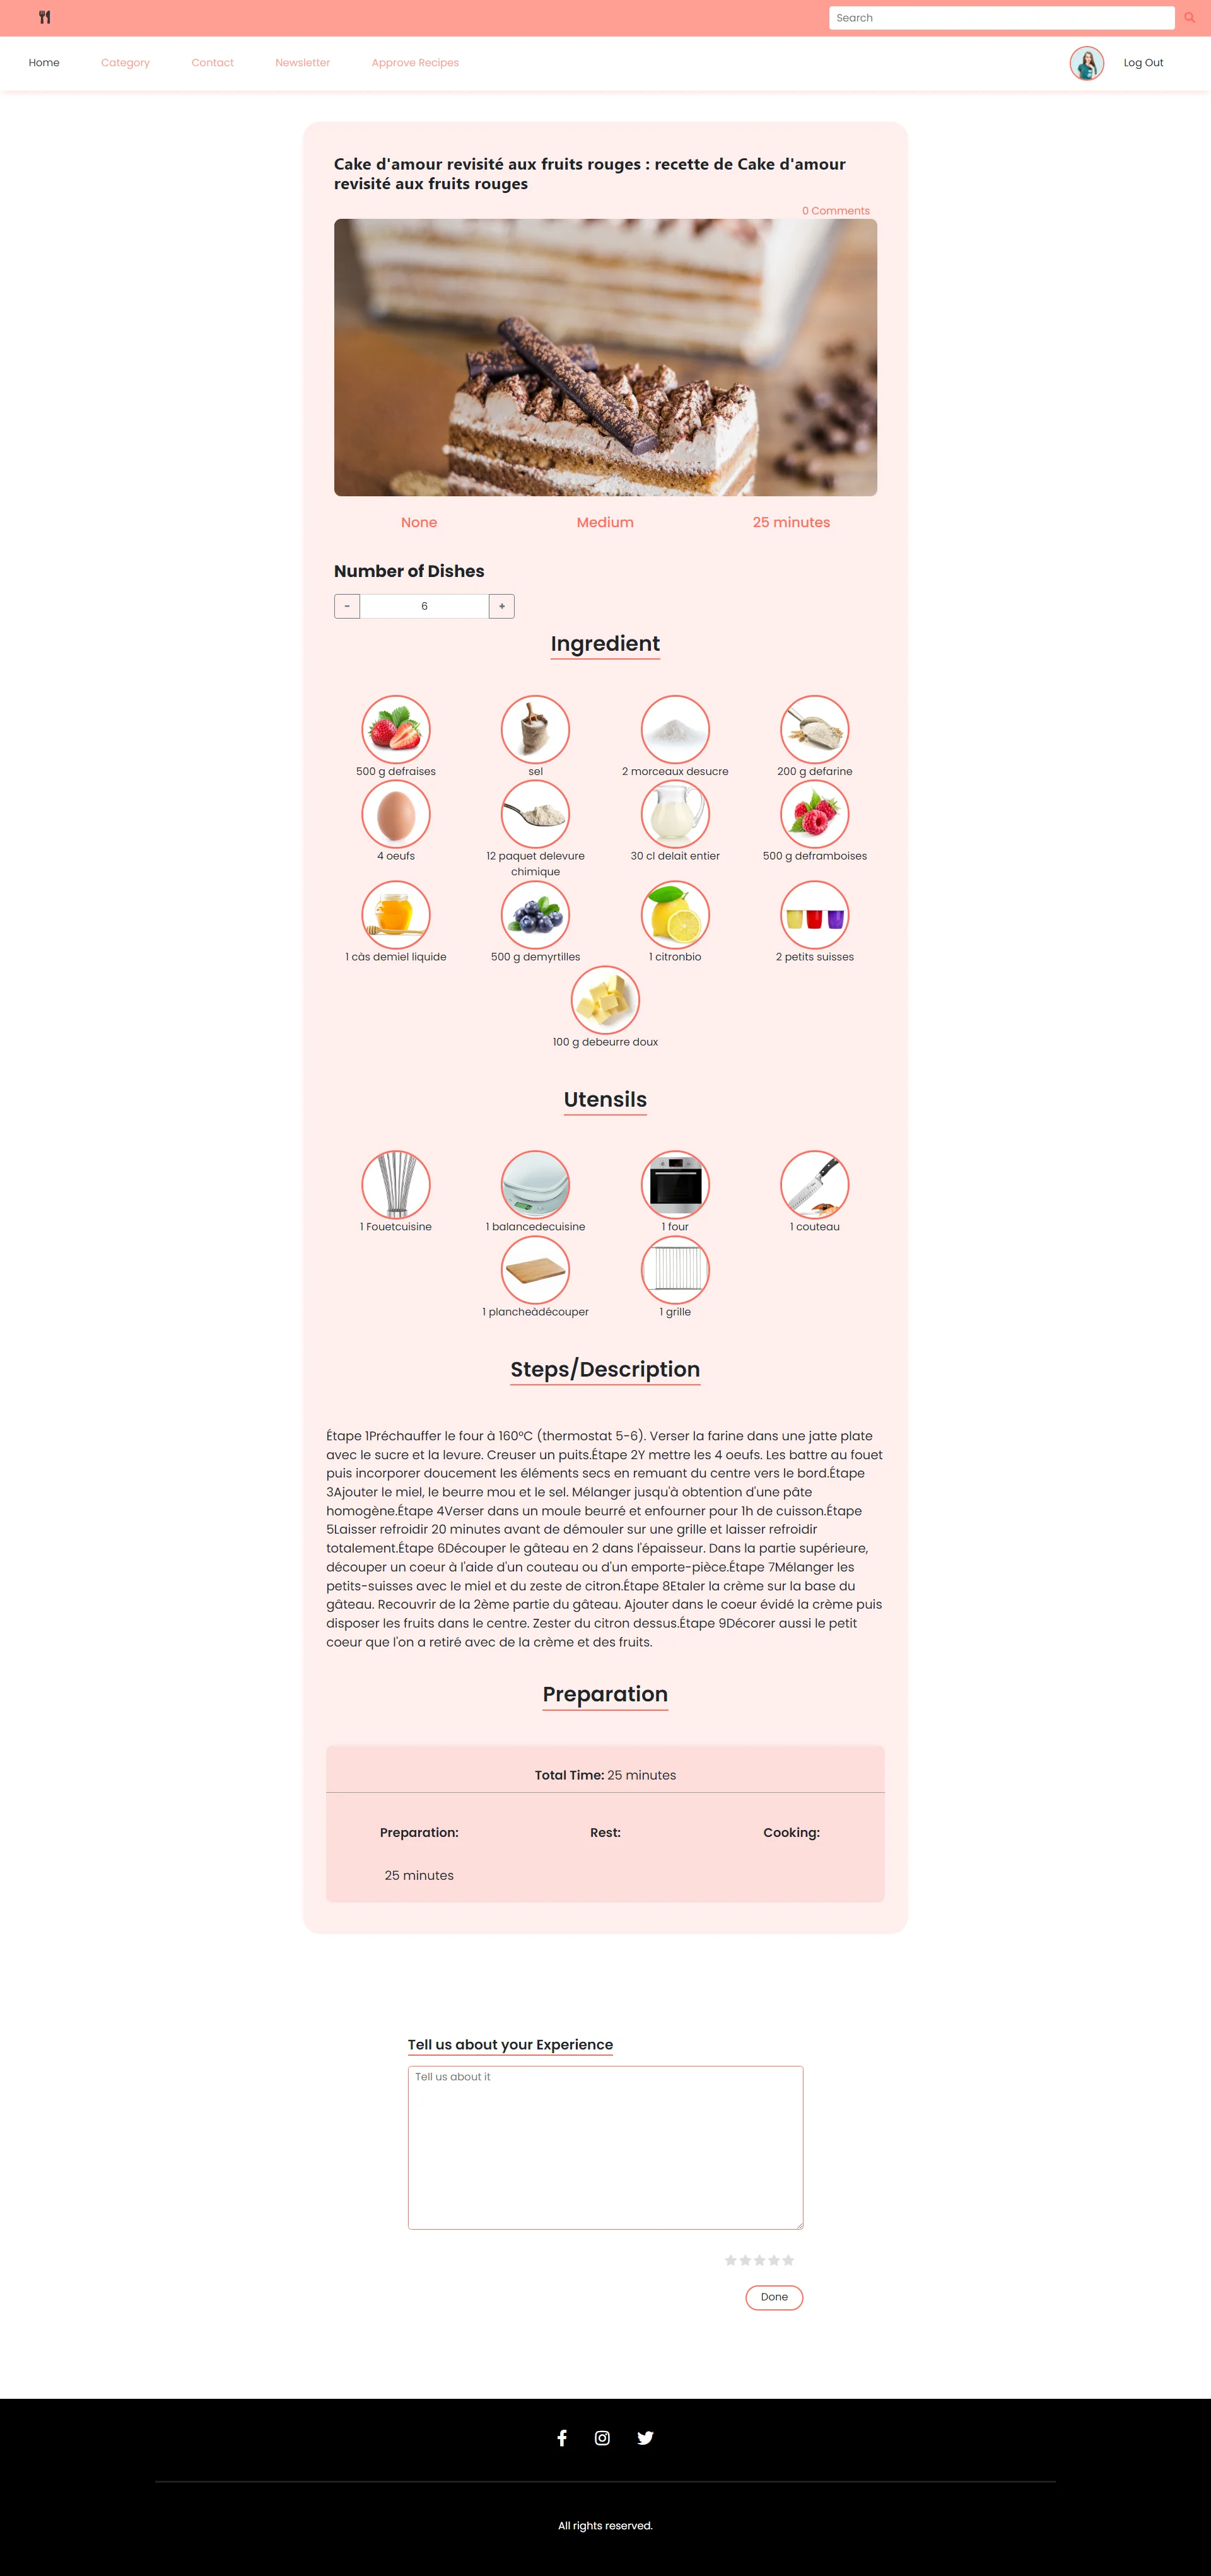 Search
Home
Category
Contact
Newsletter
Approve Recipes
Log Out
Cake d'amour revisité aux fruits rouges : recette de Cake d'amour
revisité aux fruits rouges
0 Comments
None
Medium
25 minutes
Number of Dishes
-
6
+
Ingredient
500 g defraises
sel
2 morceaux desucre
200 g defarine
4 oeufs
12 paquet delevure
chimique
30 cl delait entier
500 g deframboises
1 càs demiel liquide
500 g demyrtilles
1 citronbio
2 petits suisses
100 g debeurre doux
Utensils
1 Fouetcuisine
1 balancedecuisine
1 four
1 couteau
1 plancheàdécouper
1 grille
Steps/Description
Étape 1Préchauffer le four à 160°C (thermostat 5-6). Verser la farine dans une jatte plate
avec le sucre et la levure. Creuser un puits.Étape 2Y mettre les 4 oeufs. Les battre au fouet
puis incorporer doucement les éléments secs en remuant du centre vers le bord.Étape
3Ajouter le miel, le beurre mou et le sel. Mélanger jusqu'à obtention d'une pâte
homogène.Étape 4Verser dans un moule beurré et enfourner pour 1h de cuisson.Étape
5Laisser refroidir 20 minutes avant de démouler sur une grille et laisser refroidir
totalement.Étape 6Découper le gâteau en 2 dans l'épaisseur. Dans la partie supérieure,
découper un coeur à l'aide d'un couteau ou d'un emporte-pièce.Étape 7Mélanger les
petits-suisses avec le miel et du zeste de citron.Étape 8Etaler la crème sur la base du
gâteau. Recouvrir de la 2ème partie du gâteau. Ajouter dans le coeur évidé la crème puis
disposer les fruits dans le centre. Zester du citron dessus.Étape 9Décorer aussi le petit
coeur que l'on a retiré avec de la crème et des fruits.
Preparation
Total Time: 25 minutes
Preparation:
Rest:
Cooking:
25 minutes
Tell us about your Experience
Tell us about it
Done
All rights reserved.